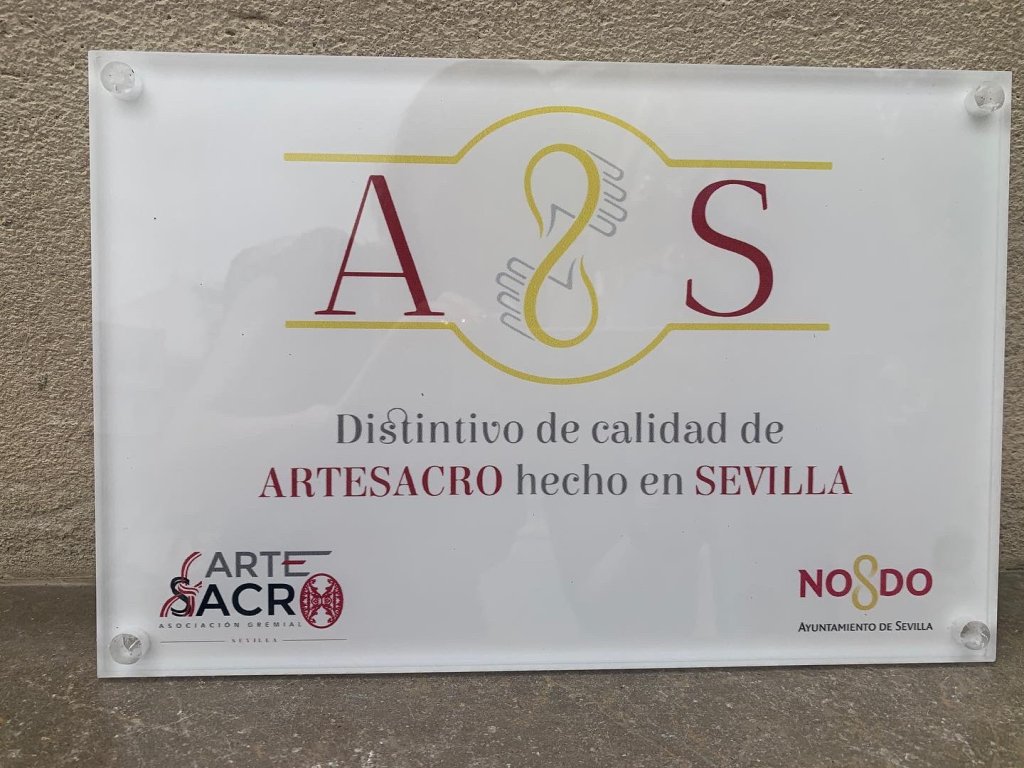 A S
Distintivo de calidad de
ARTESACRO hecho en SEVILLA
ARTE
SACRO
ASOCIACIÓN GREMIAL
SEVILLA
NO8DO
AYUNTAMIENTO DE SEVILLA